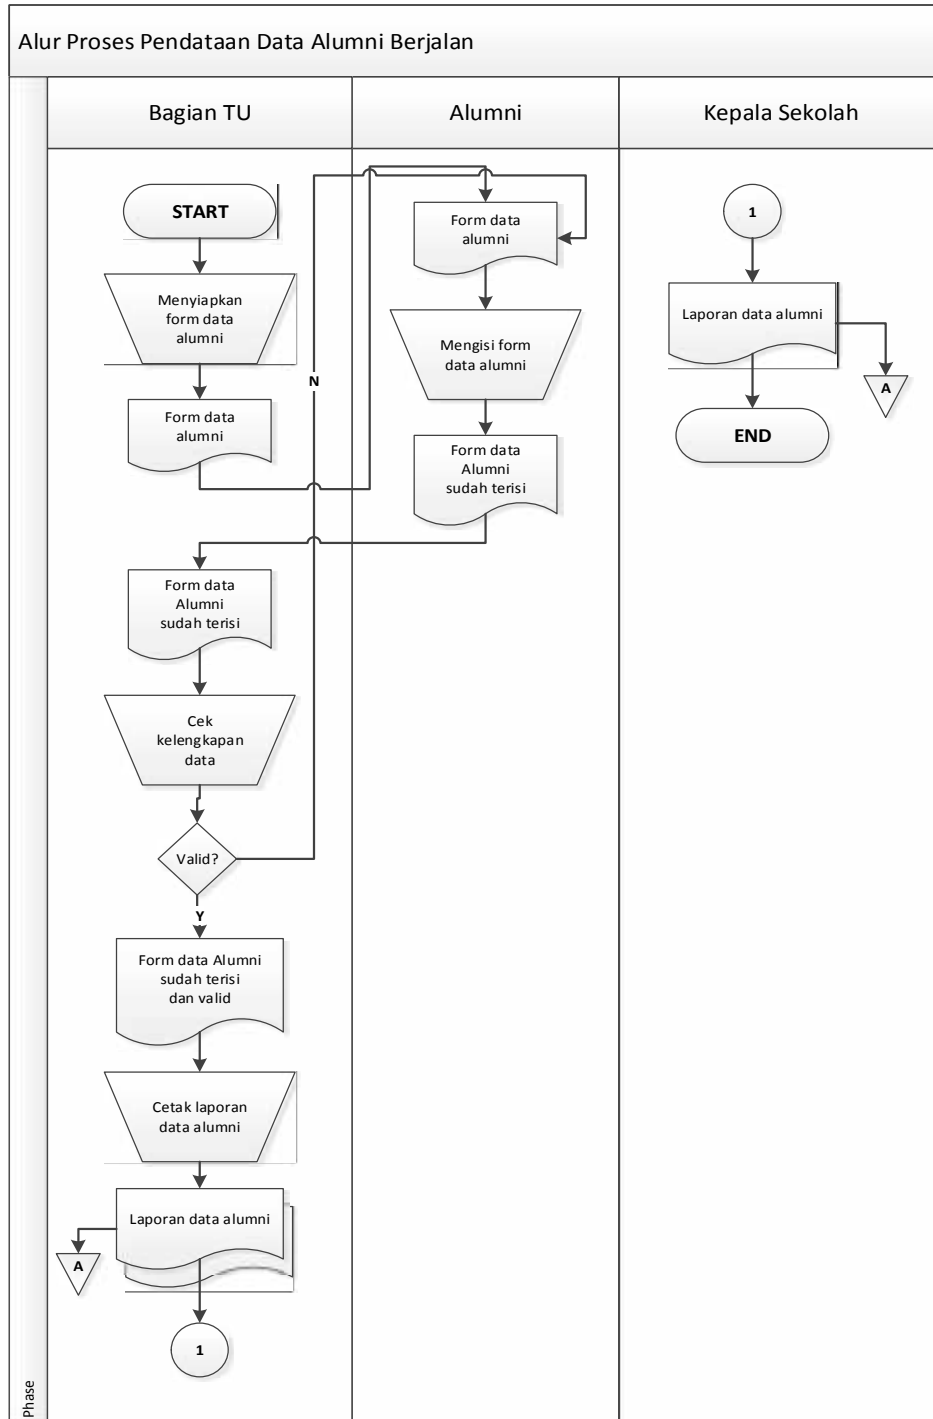 Alur Proses Pendataan Data Alumni Berjalan
Bagian TU
Alumni
Kepala Sekolah
START
Menyiapkan
form data
alumni
Form data
alumni
N
Form data
alumni
Mengisi form
data alumni
Form data
Alumni
sudah terisi
Form data
Alumni
sudah terisi
Cek
kelengkapan
data
Valid?
Y
Form data Alumni
sudah terisi
dan valid
Cetak laporan
data alumni
Laporan data alumni
A
1
1
Laporan data alumni
A
END
Phase